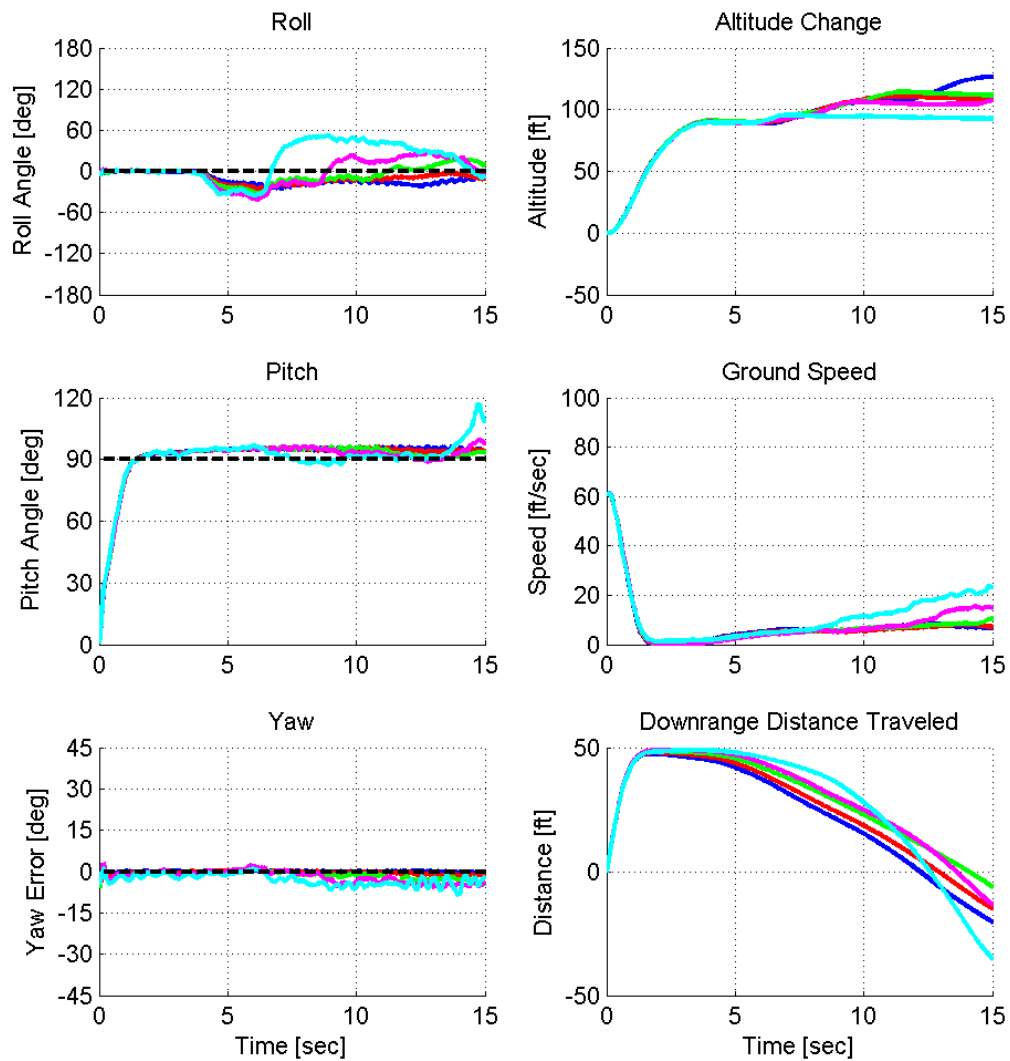 Roll
Roll Angle [deg]
180
120
60
0
-60
-120
-180
0 5 10 15
Altitude Change
Altitude [ft]
150
100
50
0
-50
0 5 10 15
Pitch
Pitch Angle [deg]
120
90
60
30
0
0 5 10 15
Ground Speed
Speed [ft/sec]
100
80
60
40
20
0
0 5 10 15
Yaw
Yaw Error [deg]
45
30
15
0
-15
-30
-45
0 5 10 15
Time [sec]
Downrange Distance Traveled
Distance [ft]
50
0
-50
0 5 10 15
Time [sec]